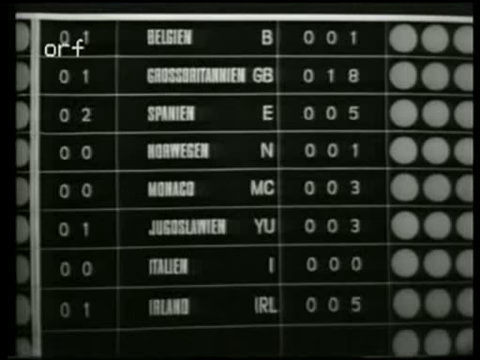 orf
0 1 BELGIEN B 0 0 1
0 1 GROSSBRITANNIEN GB 0 1 8
0 2 SPANIEN E 0 0 5
0 0 NORWEGEN N 0 0 1
0 0 MONACO MC 0 0 3
0 1 JUGOSLAWIEN YU 0 0 3
0 0 ITALIEN I 0 0 0
0 1 IRLAND IRL 0 0 5